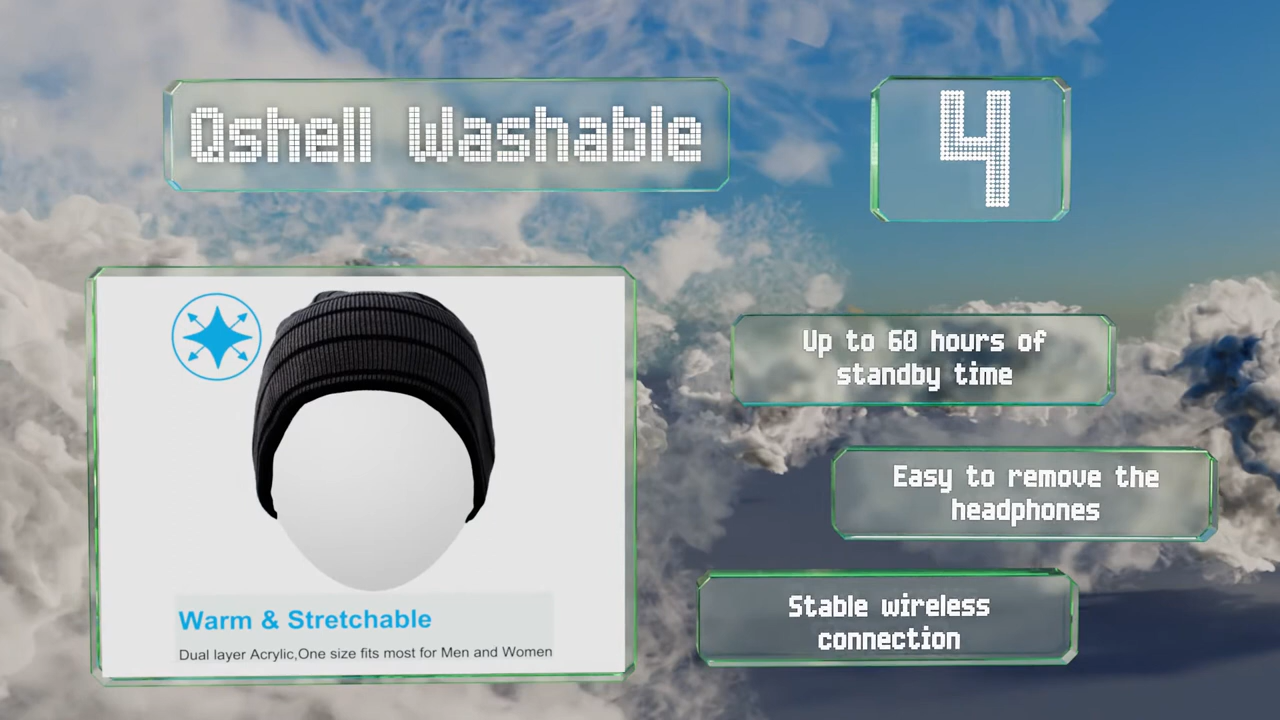 Qshell Washable
4
Up to 60 hours of
standby time
Easy to remove the
headphones
Stable wireless
connection
Warm & Stretchable
Dual layer Acrylic,One size fits most for Men and Women